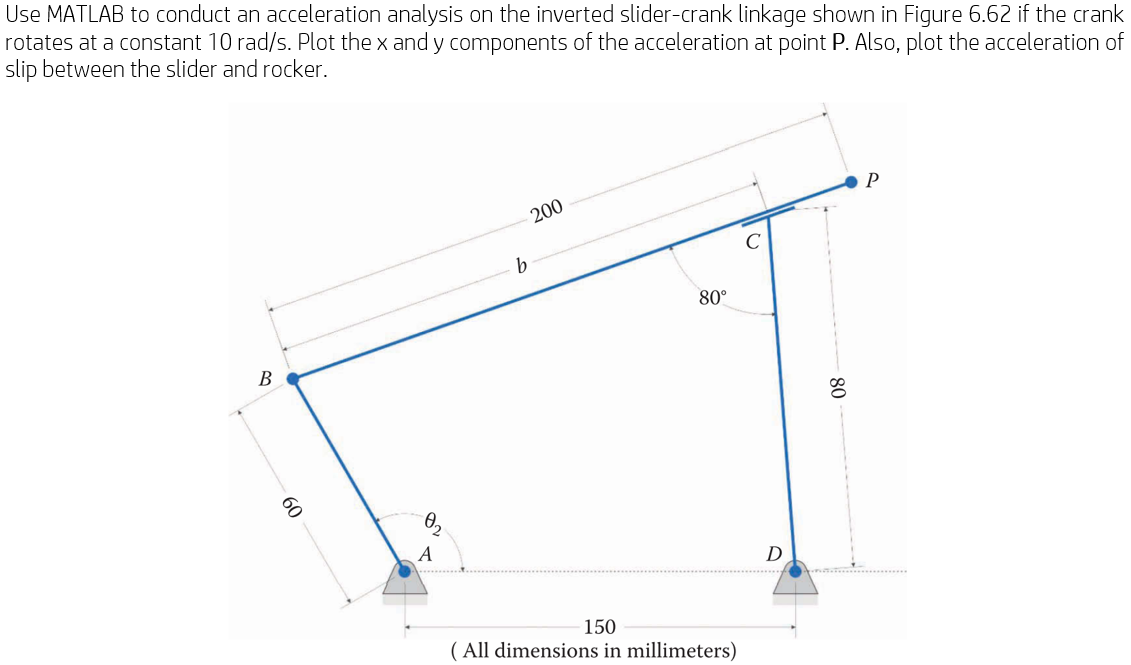 Use MATLAB to conduct an acceleration analysis on the inverted slider-crank linkage shown in Figure 6.62 if the crank
rotates at a constant 10 rad/s. Plot the x and y components of the acceleration at point P. Also, plot the acceleration of
slip between the slider and rocker.
P
200
C
b
80°
B
80
60
θ2
A
D
150
( All dimensions in millimeters)